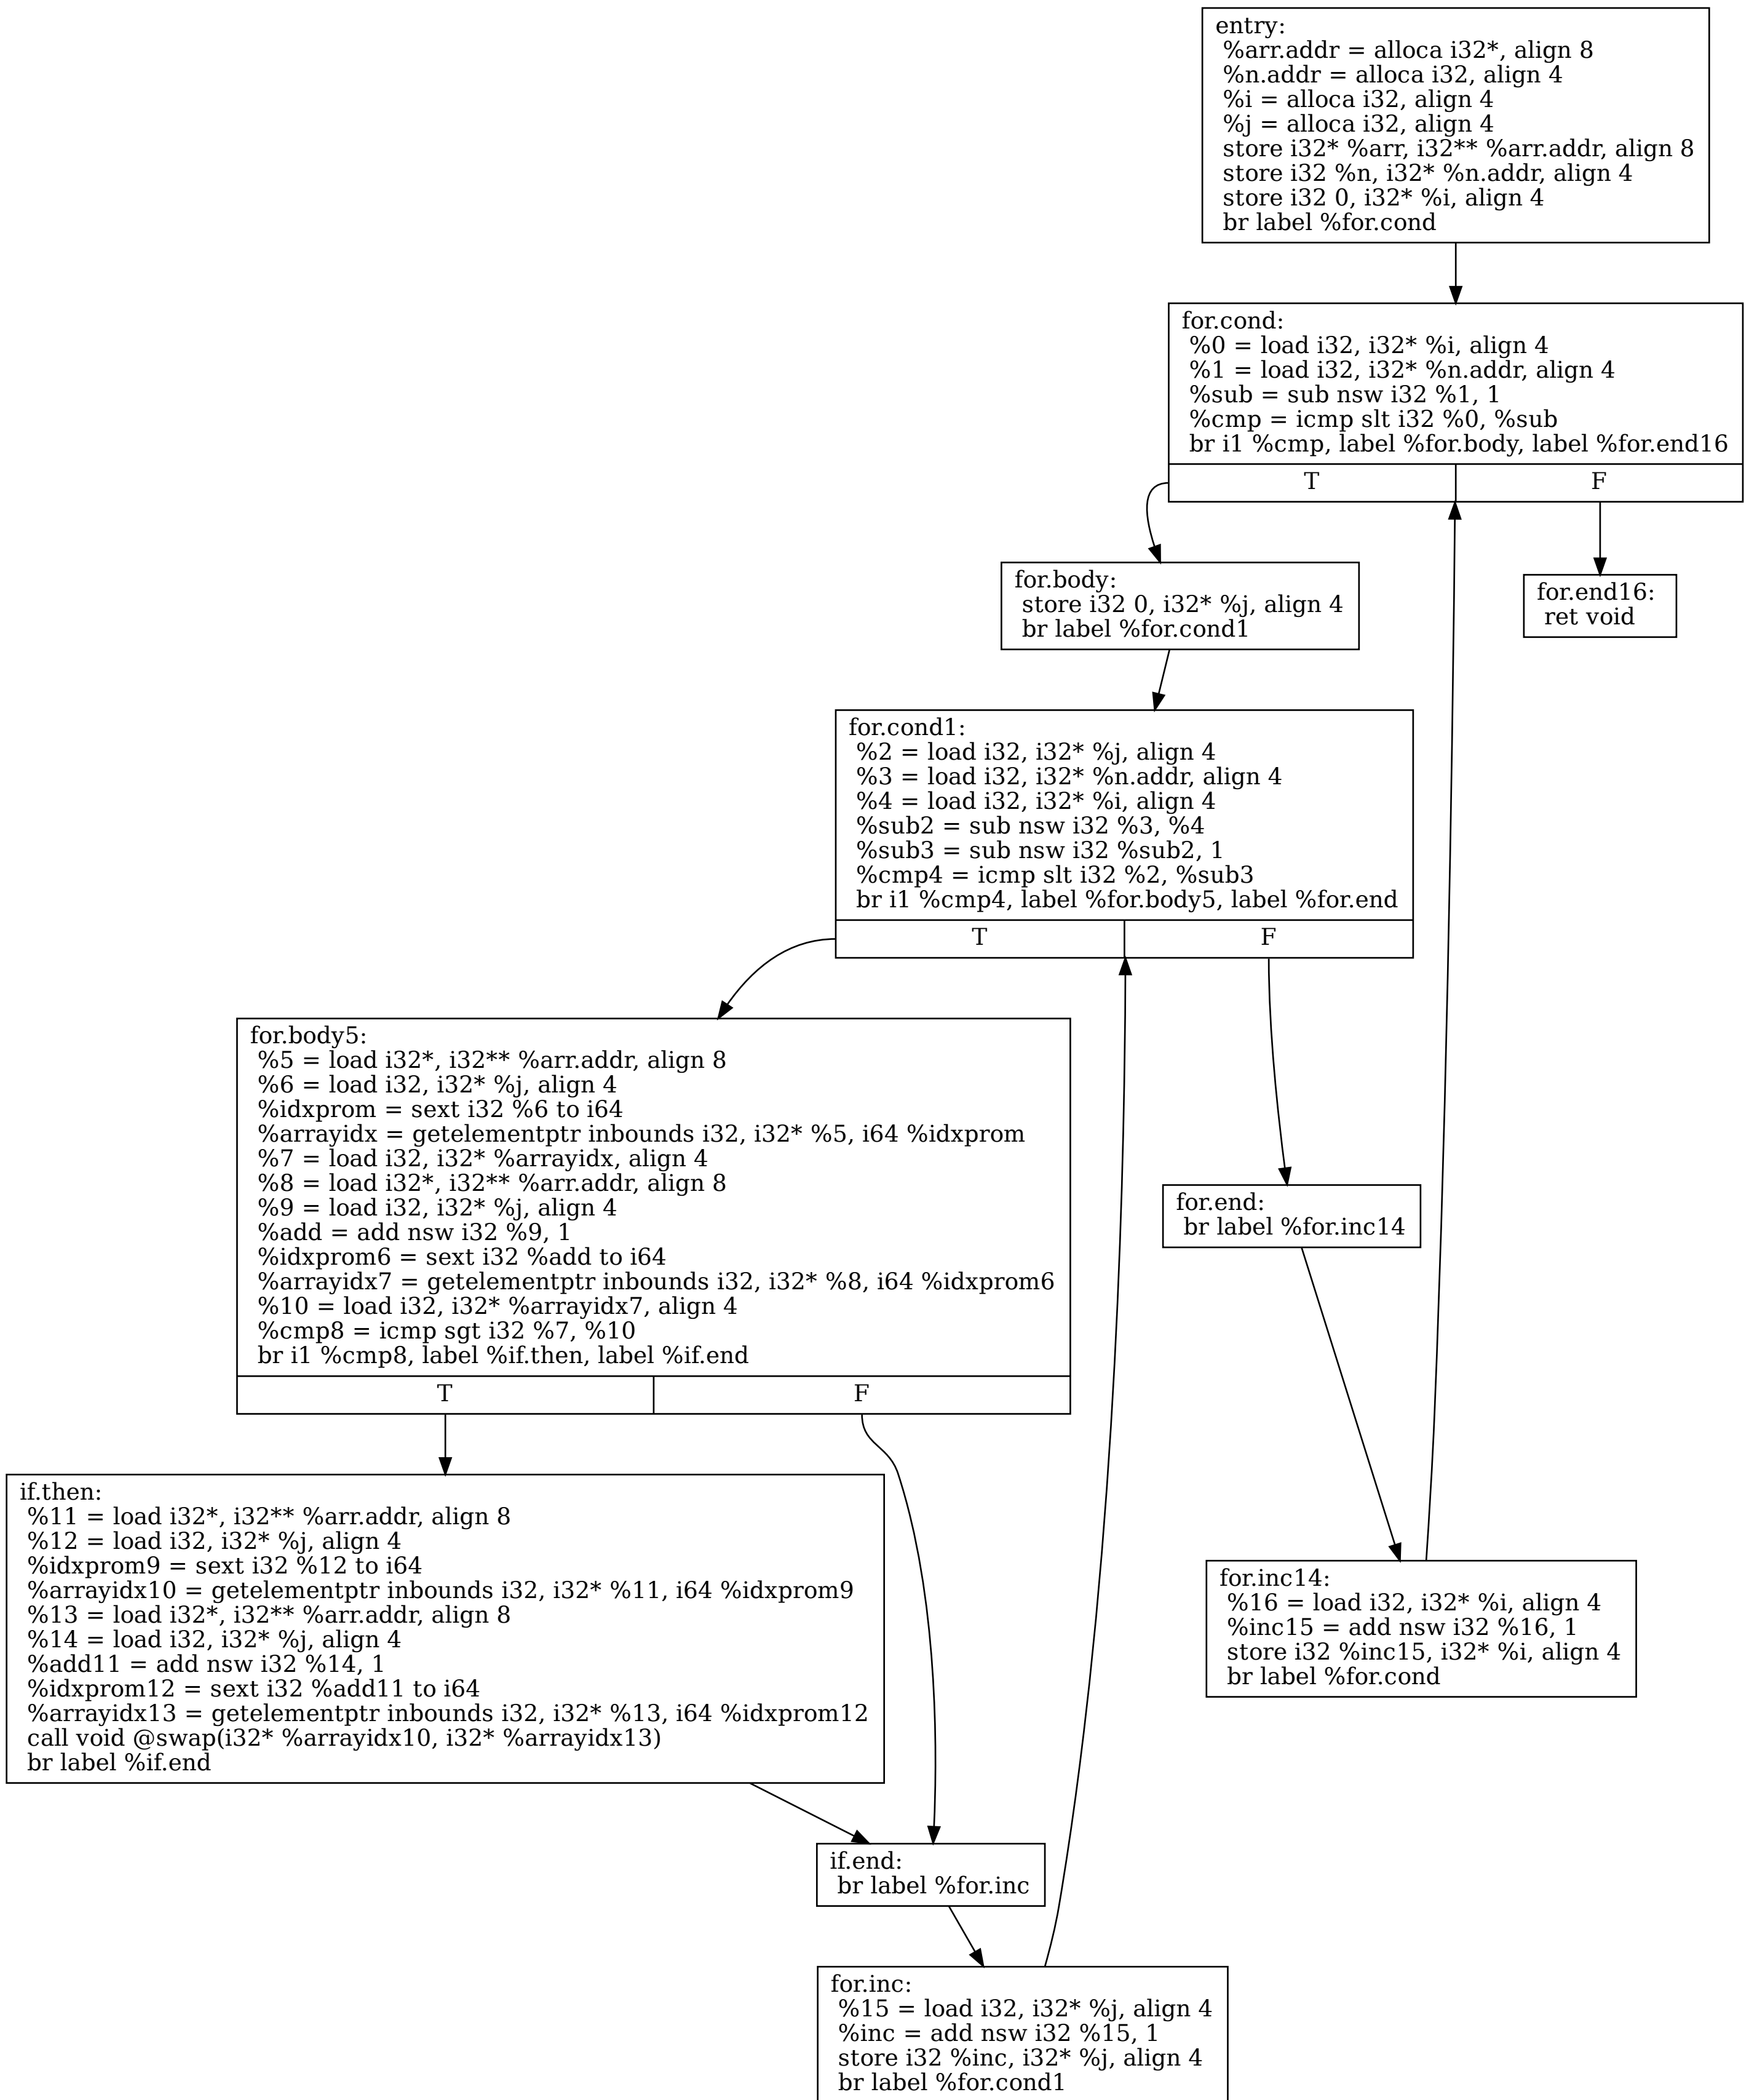 entry:
%arr.addr = alloca i32*, align 8
%n.addr = alloca i32, align 4
%i = alloca i32, align 4
%j = alloca i32, align 4
store i32* %arr, i32** %arr.addr, align 8
store i32 %n, i32* %n.addr, align 4
store i32 0, i32* %i, align 4
br label %for.cond
for.cond:
%0 = load i32, i32* %i, align 4
%1 = load i32, i32* %n.addr, align 4
%sub = sub nsw i32 %1, 1
%cmp = icmp slt i32 %0, %sub
br i1 %cmp, label %for.body, label %for.end16
T F
for.body:
store i32 0, i32* %j, align 4
br label %for.cond1
for.end16:
ret void
for.cond1:
%2 = load i32, i32* %j, align 4
%3 = load i32, i32* %n.addr, align 4
%4 = load i32, i32* %i, align 4
%sub2 = sub nsw i32 %3, %4
%sub3 = sub nsw i32 %sub2, 1
%cmp4 = icmp slt i32 %2, %sub3
br i1 %cmp4, label %for.body5, label %for.end
T F
for.body5:
%5 = load i32*, i32** %arr.addr, align 8
%6 = load i32, i32* %j, align 4
%idxprom = sext i32 %6 to i64
%arrayidx = getelementptr inbounds i32, i32* %5, i64 %idxprom
%7 = load i32, i32* %arrayidx, align 4
%8 = load i32*, i32** %arr.addr, align 8
%9 = load i32, i32* %j, align 4
%add = add nsw i32 %9, 1
%idxprom6 = sext i32 %add to i64
%arrayidx7 = getelementptr inbounds i32, i32* %8, i64 %idxprom6
%10 = load i32, i32* %arrayidx7, align 4
%cmp8 = icmp sgt i32 %7, %10
br i1 %cmp8, label %if.then, label %if.end
T F
for.end:
br label %for.inc14
if.then:
%11 = load i32*, i32** %arr.addr, align 8
%12 = load i32, i32* %j, align 4
%idxprom9 = sext i32 %12 to i64
%arrayidx10 = getelementptr inbounds i32, i32* %11, i64 %idxprom9
%13 = load i32*, i32** %arr.addr, align 8
%14 = load i32, i32* %j, align 4
%add11 = add nsw i32 %14, 1
%idxprom12 = sext i32 %add11 to i64
%arrayidx13 = getelementptr inbounds i32, i32* %13, i64 %idxprom12
call void @swap(i32* %arrayidx10, i32* %arrayidx13)
br label %if.end
for.inc14:
%16 = load i32, i32* %i, align 4
%inc15 = add nsw i32 %16, 1
store i32 %inc15, i32* %i, align 4
br label %for.cond
if.end:
br label %for.inc
for.inc:
%15 = load i32, i32* %j, align 4
%inc = add nsw i32 %15, 1
store i32 %inc, i32* %j, align 4
br label %for.cond1